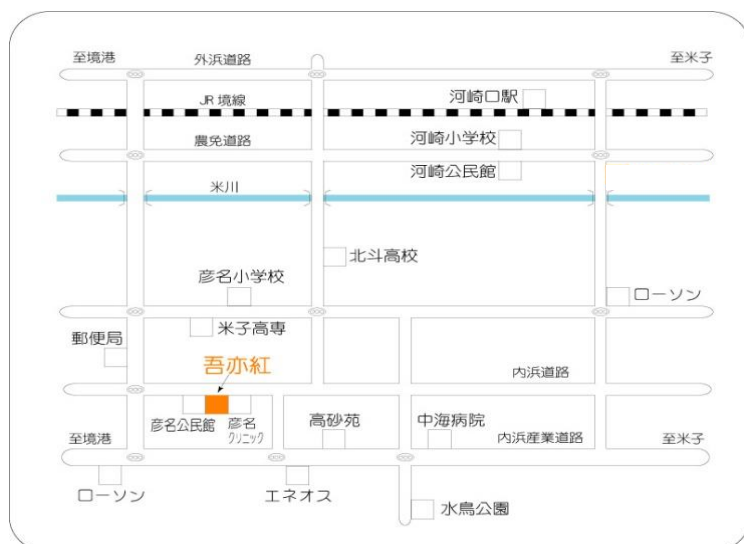 至境港
外浜道路
至米子
JR境線
河崎口駅
農免道路
河崎小学校
河崎公民館
米川
北斗高校
彦名小学校
ローソン
米子高専
郵便局
吾亦紅
内浜道路
彦名公民館
彦名
クリニック
高砂苑
中海病院
至境港
内浜産業道路
至米子
ローソン
エネオス
水鳥公園